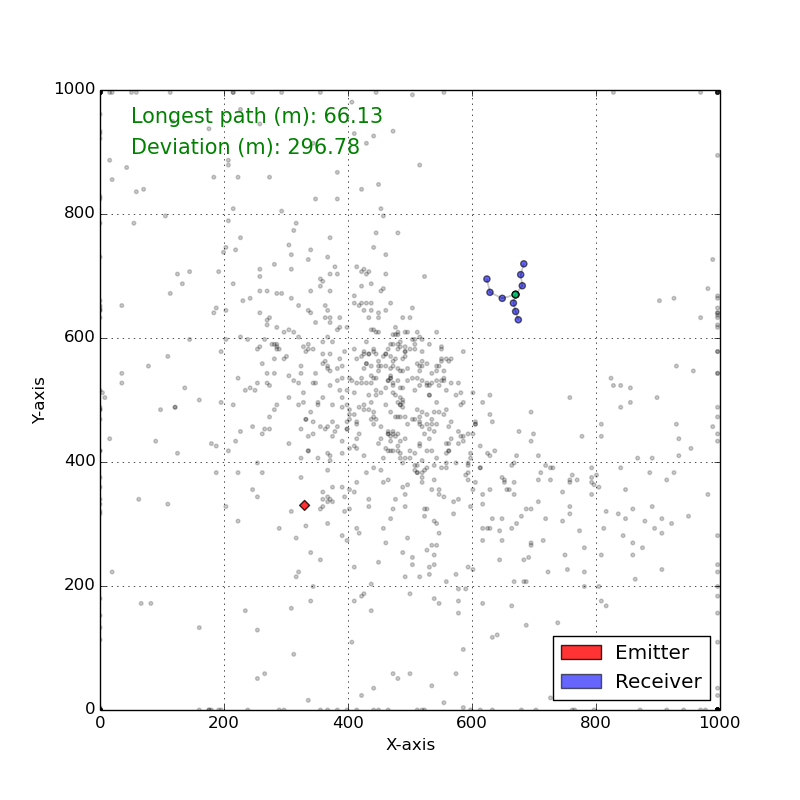 1000
Longest path (m): 66.13
Deviation (m): 296.78
800
600
Y-axis
400
200
Emitter
Receiver
0
0 200 400 600 800 1000
X-axis